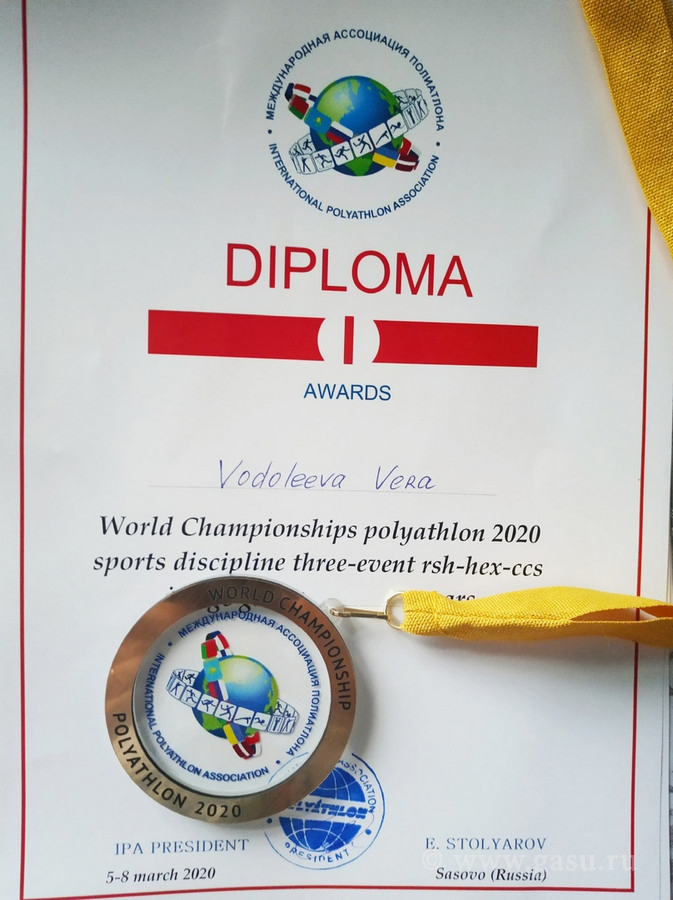 МЕЖДУНАРОДНАЯ АССОЦИАЦИЯ ПОЛИАТЛОНА
INTERNATIONAL POLYATHLON ASSOCIATION
DIPLOMA
I
AWARDS
Vodoleeva Vera
World Championships polyathlon 2020
sports discipline three-event rsh-hex-ccs
WORLD CHAMPIONSHIP
МЕЖДУНАРОДНАЯ АССОЦИАЦИЯ ПОЛИАТЛОНА
INTERNATIONAL POLYATHLON ASSOCIATION
POLYATHLON 2020
PRESIDENT
IPA PRESIDENT E. STOLYAROV
5-8 march 2020 Sasovo (Russia)
© www.gasu.ru